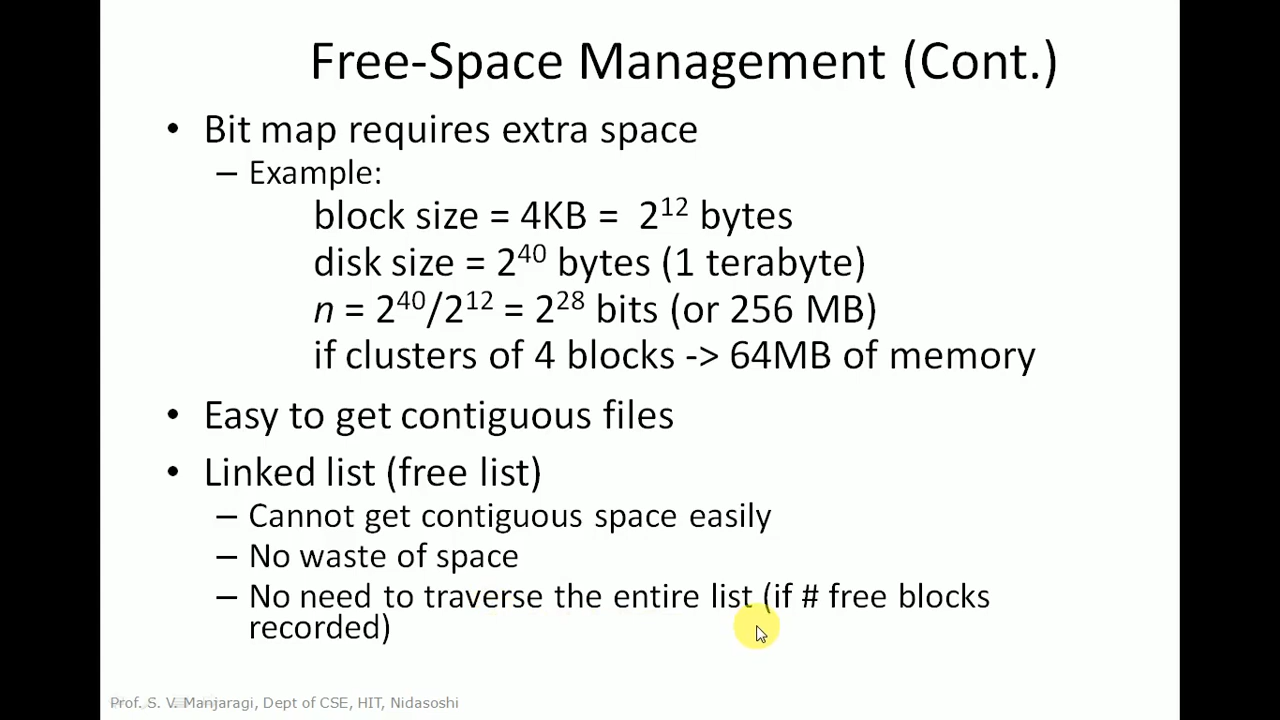 Free-Space Management (Cont.)
• Bit map requires extra space
– Example:
block size = 4KB = 2¹² bytes
disk size = 2⁴⁰ bytes (1 terabyte)
n = 2⁴⁰/2¹² = 2²⁸ bits (or 256 MB)
if clusters of 4 blocks -> 64MB of memory
• Easy to get contiguous files
• Linked list (free list)
– Cannot get contiguous space easily
– No waste of space
– No need to traverse the entire list (if # free blocks
recorded)
Prof. S. V. Manjaragi, Dept of CSE, HIT, Nidasoshi